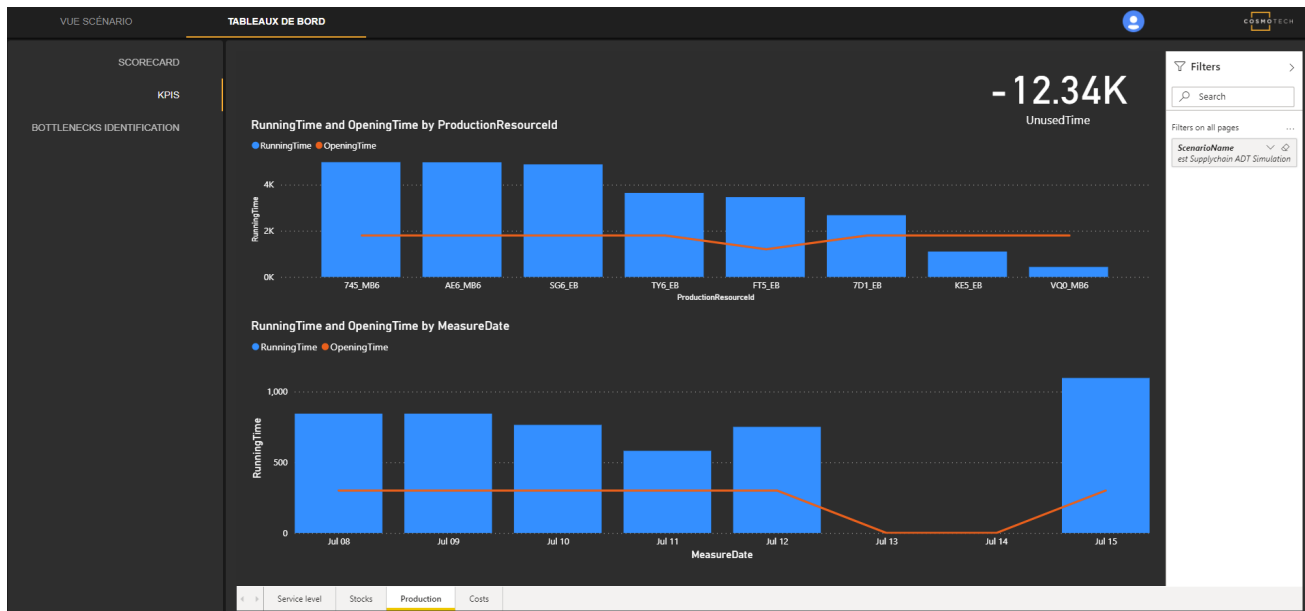 VUE SCÉNARIO
TABLEAUX DE BORD
COSMOTECH
SCORECARD
KPIS
BOTTLENECKS IDENTIFICATION
-12.34K
UnusedTime
RunningTime and OpeningTime by ProductionResourceId
RunningTime OpeningTime
RunningTime
4K
2K
0K
745_MB6 AE6_MB6 SG6_EB TY6_EB FT5_EB 7D1_EB KE5_EB VQ0_MB6
ProductionResourceId
RunningTime and OpeningTime by MeasureDate
RunningTime OpeningTime
RunningTime
1,000
500
0
Jul 08 Jul 09 Jul 10 Jul 11 Jul 12 Jul 13 Jul 14 Jul 15
MeasureDate
Service level Stocks Production Costs
Filters
Search
Filters on all pages ...
ScenarioName
est Supplychain ADT Simulation